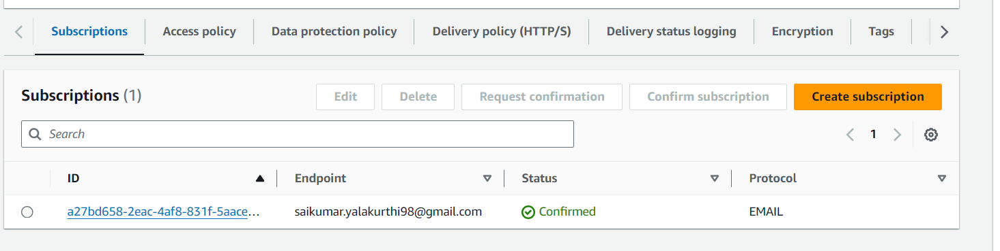 Subscriptions Access policy Data protection policy Delivery policy (HTTP/S) Delivery status logging Encryption Tags
Subscriptions (1) Edit Delete Request confirmation Confirm subscription Create subscription
Search 1
ID Endpoint Status Protocol
a27bd658-2eac-4af8-831f-5aace... saikumar.yalakurthi98@gmail.com Confirmed EMAIL